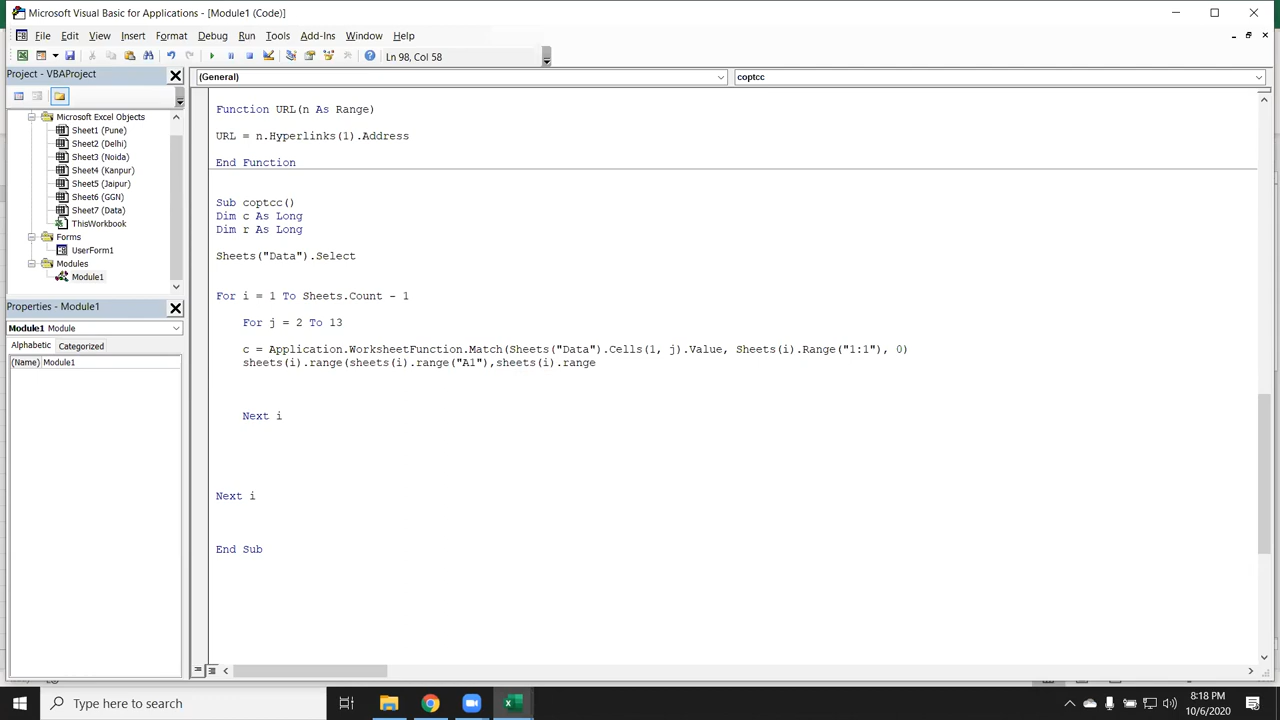 Microsoft Visual Basic for Applications - [Module1 (Code)]
File Edit View Insert Format Debug Run Tools Add-Ins Window Help
Ln 98, Col 58
Project - VBAProject
(General)
coptcc
Microsoft Excel Objects
Sheet1 (Pune)
Sheet2 (Delhi)
Sheet3 (Noida)
Sheet4 (Kanpur)
Sheet5 (Jaipur)
Sheet6 (GGN)
Sheet7 (Data)
ThisWorkbook
Forms
UserForm1
Modules
Module1
Properties - Module1
Module1 Module
Alphabetic Categorized
(Name) Module1
Function URL(n As Range)
URL = n.Hyperlinks(1).Address
End Function
Sub coptcc()
Dim c As Long
Dim r As Long
Sheets("Data").Select
For i = 1 To Sheets.Count - 1
For j = 2 To 13
c = Application.WorksheetFunction.Match(Sheets("Data").Cells(1, j).Value, Sheets(i).Range("1:1"), 0)
sheets(i).range(sheets(i).range("A1"),sheets(i).range
Next i
Next i
End Sub
Type here to search
8:18 PM
10/6/2020